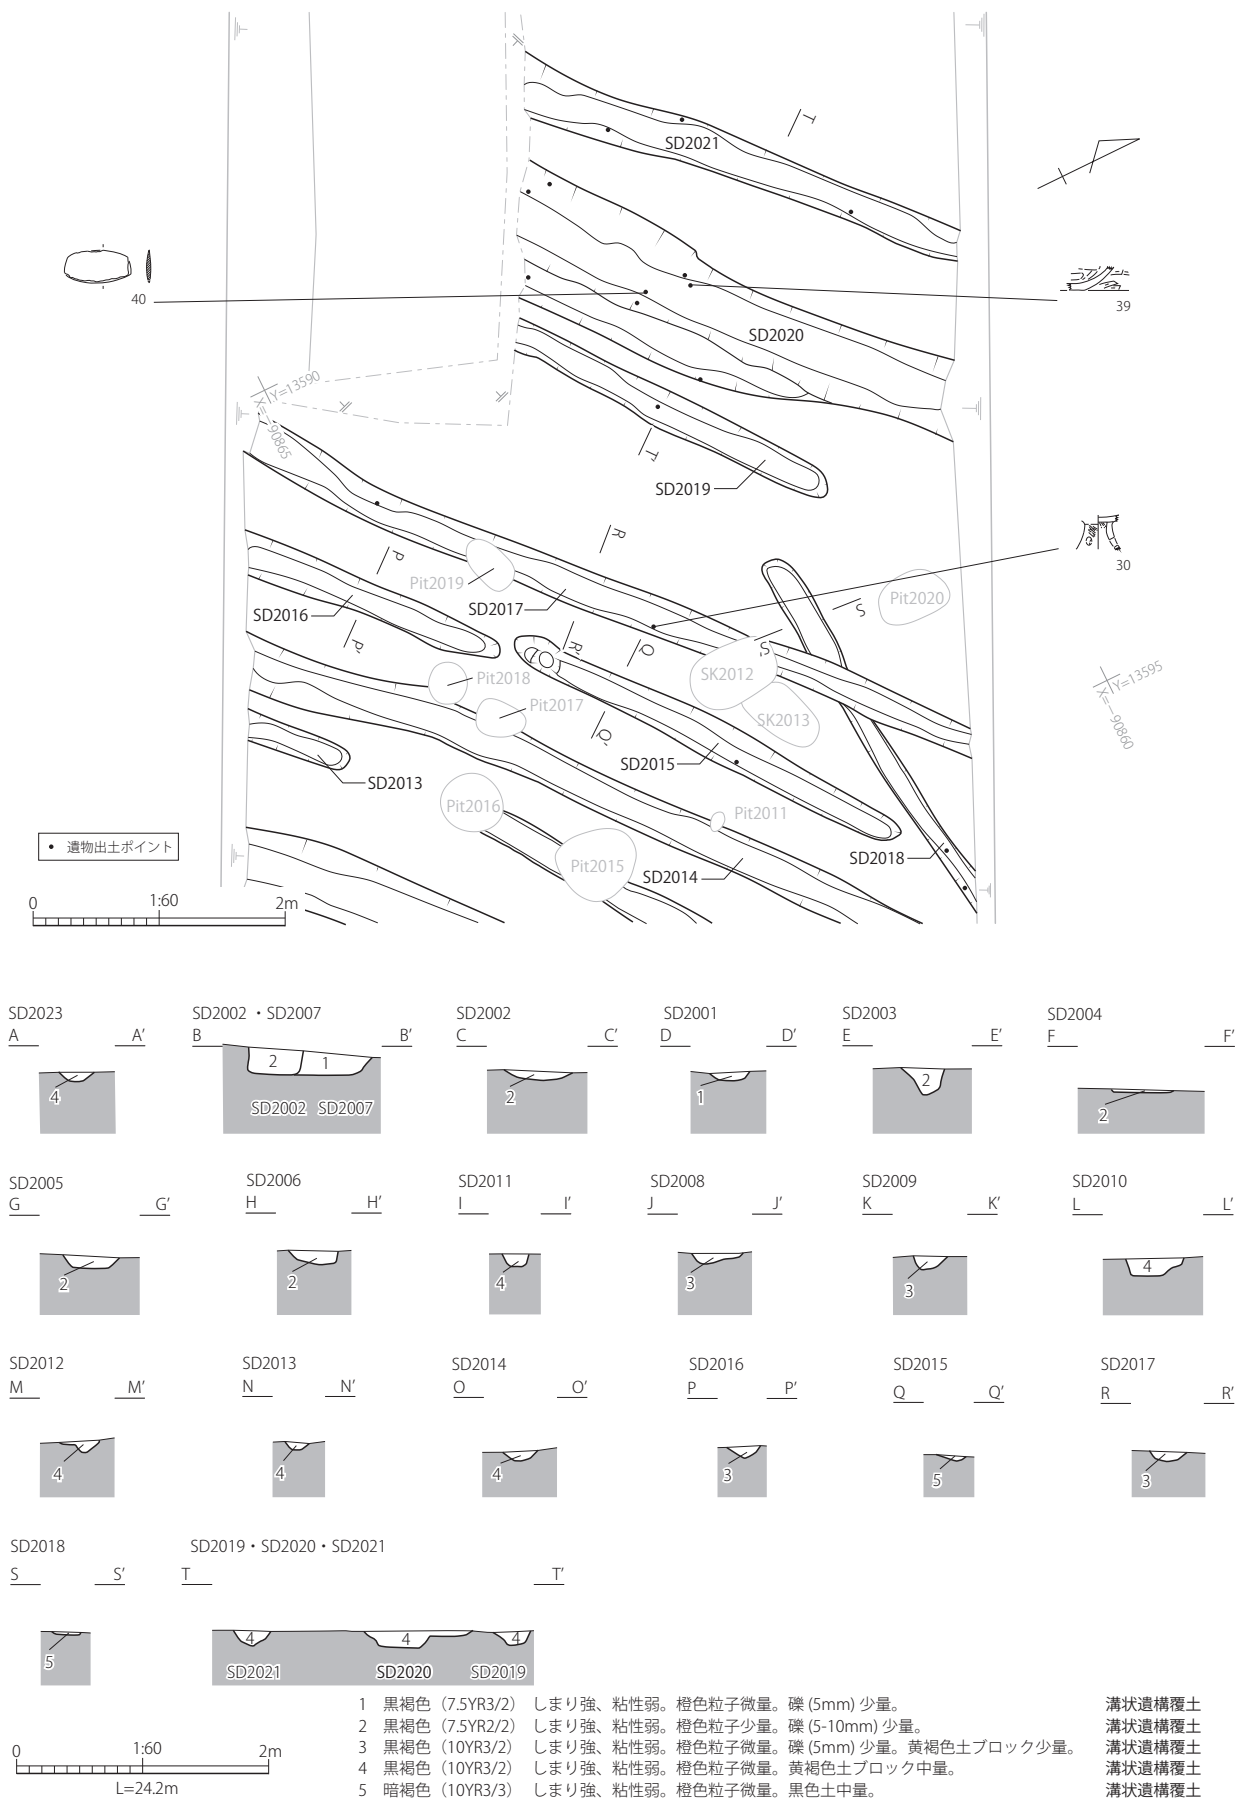 T
SD2021
40
39
SD2020
Y=13590
X=－90865
T'
SD2019
R
30
P
Pit2019
Pit2020
SD2016
SD2017
S
P'
R'
Q
S'
SK2012
Y=13595
X=－90860
Pit2018
Pit2017
SK2013
Q'
SD2015
SD2013
Pit2016
Pit2011
• 遺物出土ポイント
SD2018
Pit2015
SD2014
0 1:60 2m
SD2023 SD2002・SD2007 SD2002 SD2001 SD2003 SD2004
A A' B B' C C' D D' E E' F F'
4 2 1 2 1 2 2
SD2002 SD2007
SD2005 SD2006 SD2011 SD2008 SD2009 SD2010
G G' H H' I I' J J' K K' L L'
2 2 4 3 3 4
SD2012 SD2013 SD2014 SD2016 SD2015 SD2017
M M' N N' O O' P P' Q Q' R R'
4 4 4 3 5 3
SD2018 SD2019・SD2020・SD2021
S S' T T'
5 4 4 4
SD2021 SD2020 SD2019
1 黒褐色（7.5YR3/2） しまり強、粘性弱。橙色粒子微量。礫 (5mm) 少量。 溝状遺構覆土
2 黒褐色（7.5YR2/2） しまり強、粘性弱。橙色粒子少量。礫 (5-10mm) 少量。 溝状遺構覆土
3 黒褐色（10YR3/2） しまり強、粘性弱。橙色粒子微量。礫 (5mm) 少量。黄褐色土ブロック少量。 溝状遺構覆土
4 黒褐色（10YR3/2） しまり強、粘性弱。橙色粒子微量。黄褐色土ブロック中量。 溝状遺構覆土
5 暗褐色（10YR3/3） しまり強、粘性弱。橙色粒子微量。黒色土中量。 溝状遺構覆土
0 1:60 2m
L=24.2m